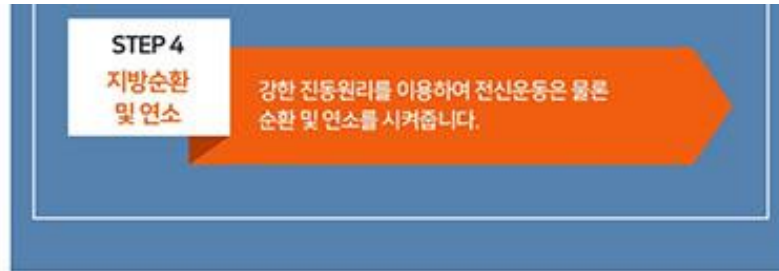 STEP 4
지방순환
및 연소
강한 진동원리를 이용하여 전신운동은 물론
순환 및 연소를 시켜줍니다.